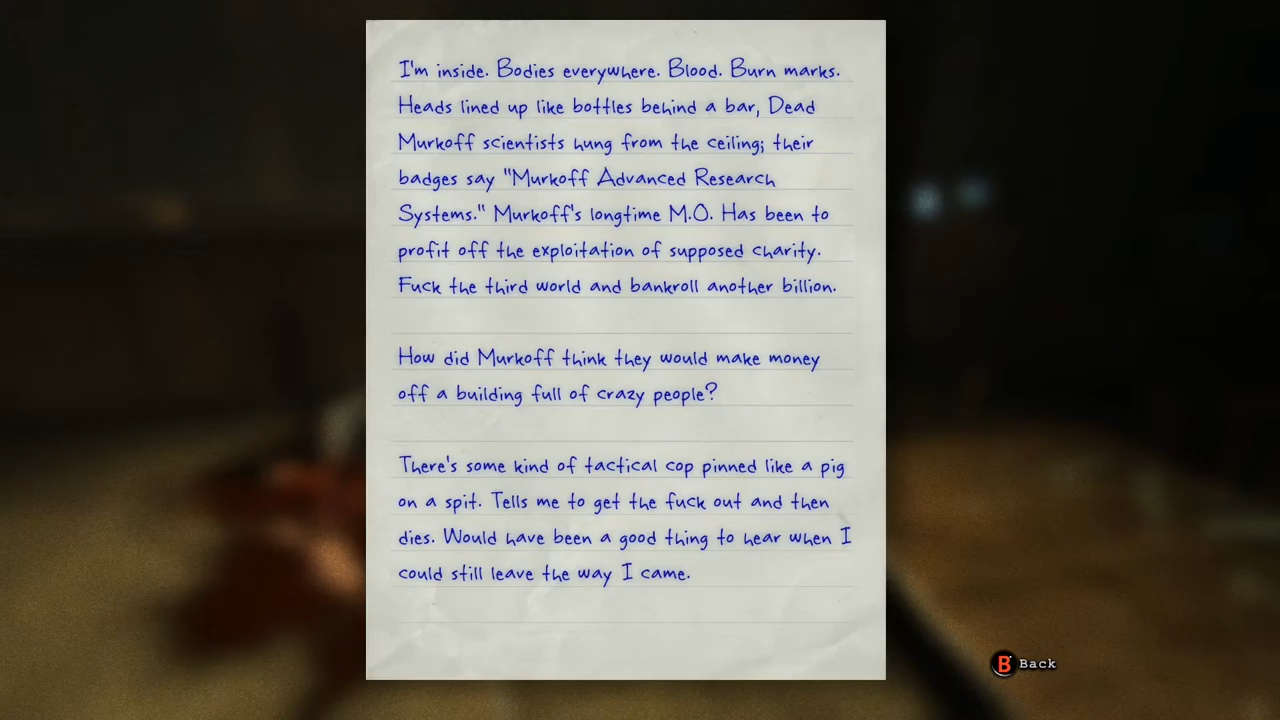 I'm inside. Bodies everywhere. Blood. Burn marks.
Heads lined up like bottles behind a bar, Dead
Murkoff scientists hung from the ceiling; their
badges say "Murkoff Advanced Research
Systems." Murkoff's longtime M.O. Has been to
profit off the exploitation of supposed charity.
Fuck the third world and bankroll another billion.
How did Murkoff think they would make money
off a building full of crazy people?
There's some kind of tactical cop pinned like a pig
on a spit. Tells me to get the fuck out and then
dies. Would have been a good thing to hear when I
could still leave the way I came.
B Back